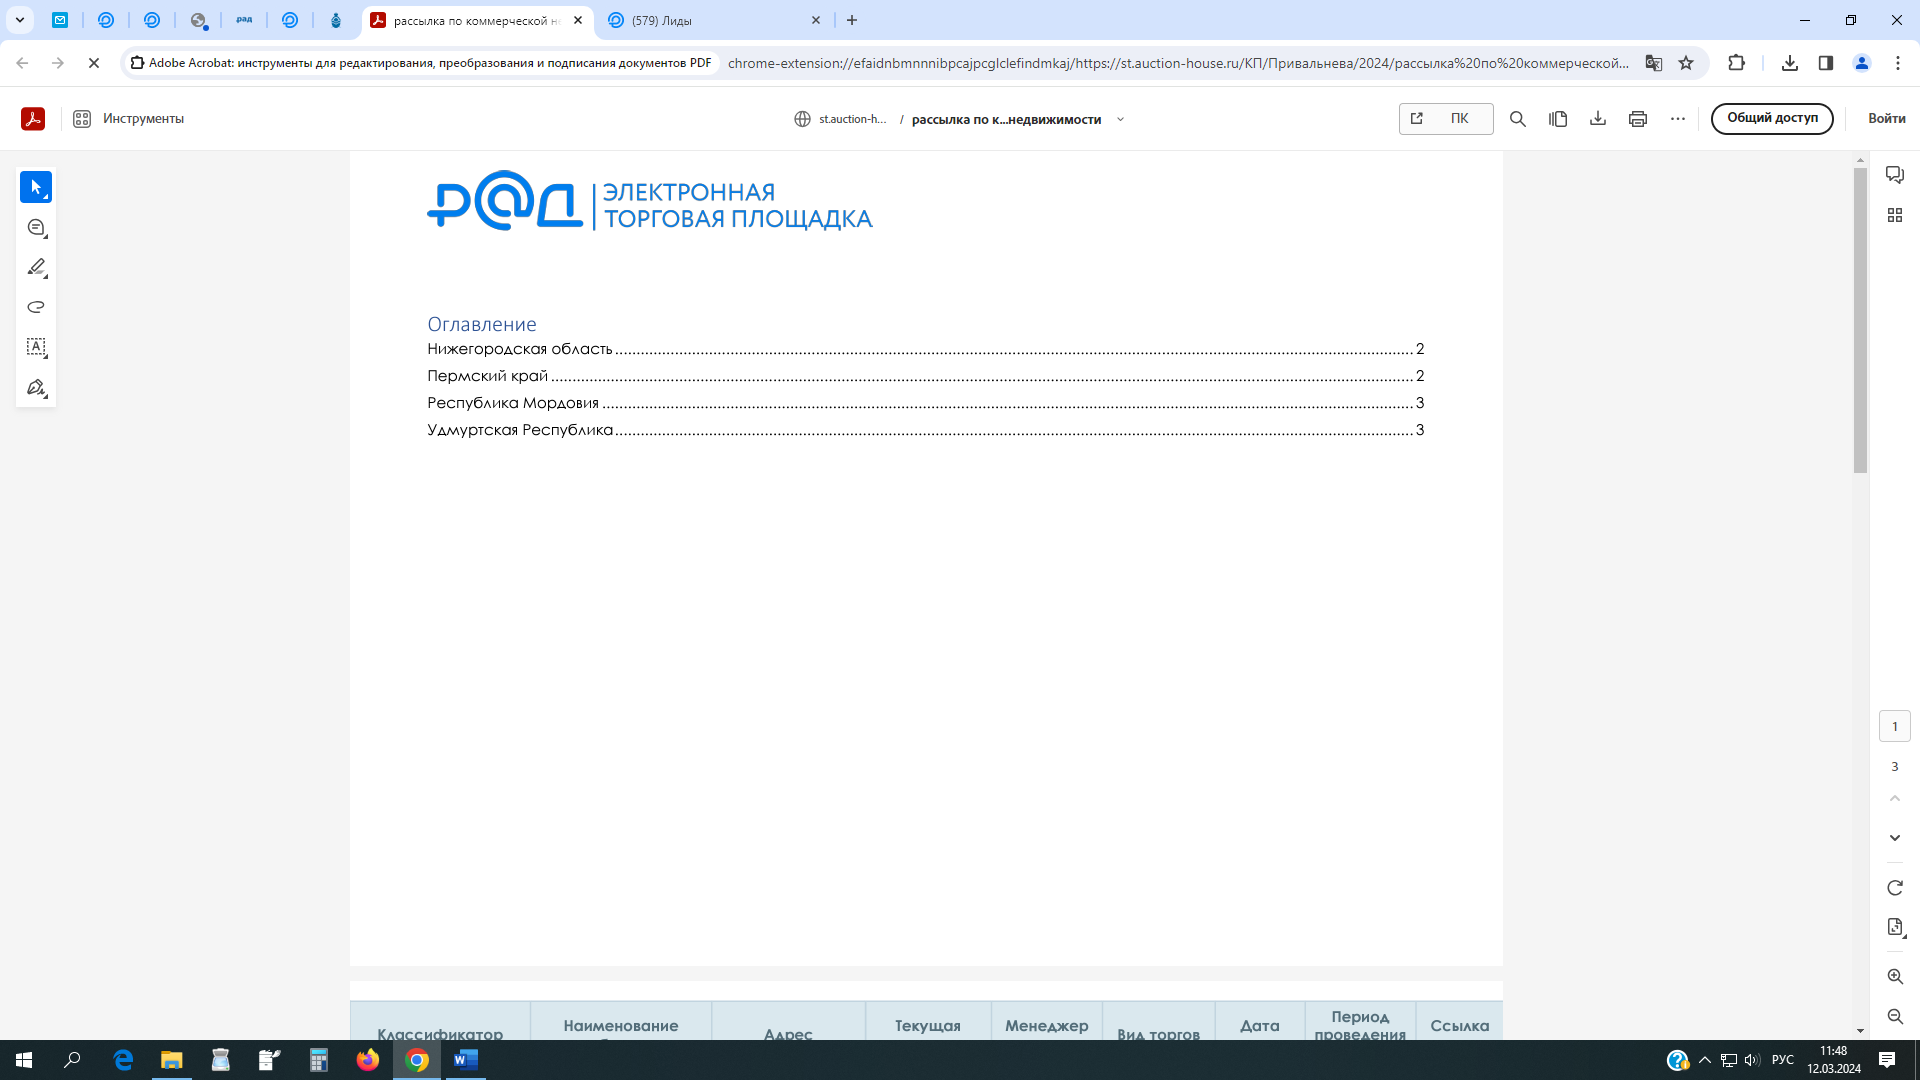 рад
рассылка по коммерческой не
(579) Лиды
Adobe Acrobat: инструменты для редактирования, преобразования и подписания документов PDF
chrome-extension://efaidnbmnnnibpcajpcglclefindmkaj/https://st.auction-house.ru/КП/Привальнева/2024/рассылка%20по%20коммерческой...
Инструменты
st.auction-h...
/
рассылка по к...недвижимости
ПК
Общий доступ
Войти
р@д
ЭЛЕКТРОННАЯ
ТОРГОВАЯ ПЛОЩАДКА
Оглавление
Нижегородская область ........ 2
Пермский край ........ 2
Республика Мордовия ........ 3
Удмуртская Республика ........ 3
1
3
Классификатор
Наименование
Адрес
Текущая
Менеджер
Вид торгов
Дата
Период
проведения
Ссылка
РУС
11:48
12.03.2024